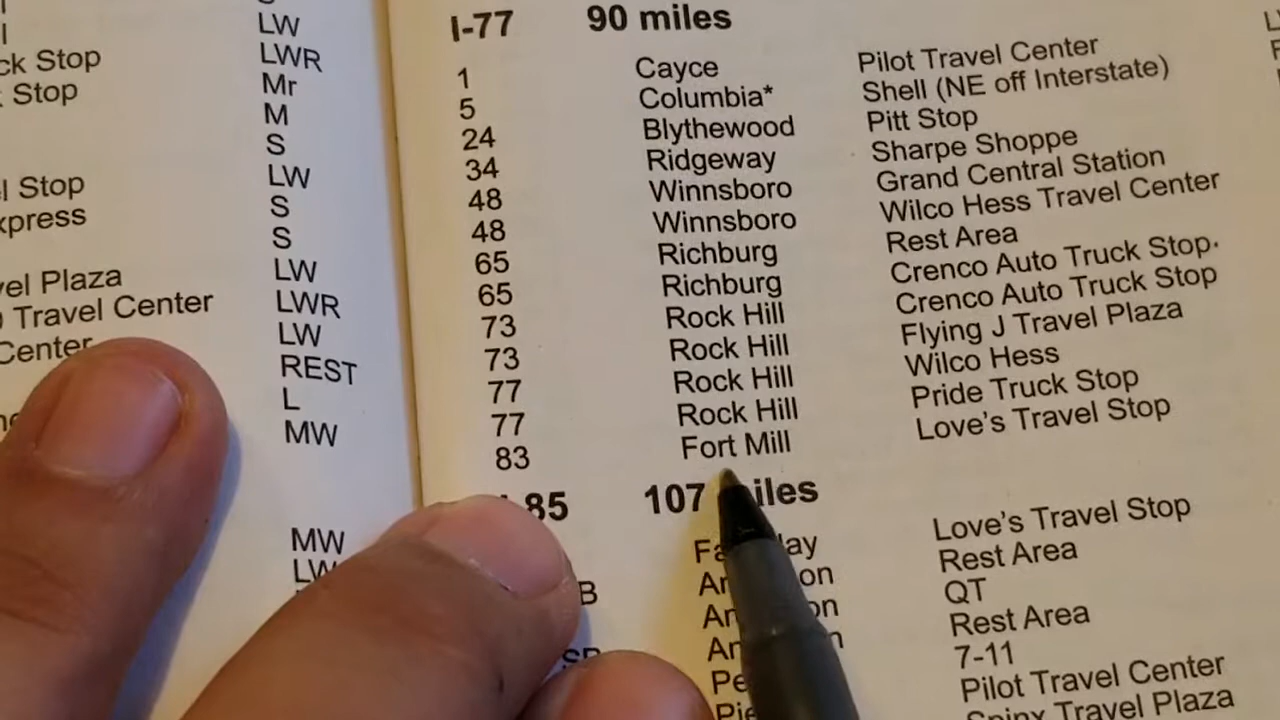 LW
Stop LWR
Stop Mr
M
S
Stop LW
S
S
Plaza LW
Travel Center LWR
Center LW
REST
L
MW
MW
LW
I-77 90 miles
1 Cayce Pilot Travel Center
5 Columbia* Shell (NE off Interstate)
24 Blythewood Pitt Stop
34 Ridgeway Sharpe Shoppe
48 Winnsboro Grand Central Station
48 Winnsboro Wilco Hess Travel Center
65 Richburg Rest Area
65 Richburg Crenco Auto Truck Stop.
73 Rock Hill Crenco Auto Truck Stop
73 Rock Hill Flying J Travel Plaza
77 Rock Hill Wilco Hess
77 Rock Hill Pride Truck Stop
83 Fort Mill Love's Travel Stop
85 107 miles
Love's Travel Stop
Rest Area
B QT
Rest Area
7-11
Pilot Travel Center
Spinx Travel Plaza